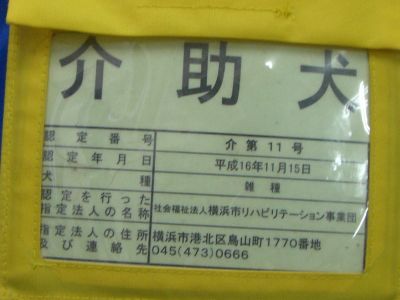 介助犬
認定番号 介第11号
認定年月日 平成16年11月15日
犬種 雑種
認定を行った
指定法人の名称 社会福祉法人横浜市リハビリテーション事業団
指定法人の住所 横浜市港北区鳥山町1770番地
及び連絡先 045(473)0666